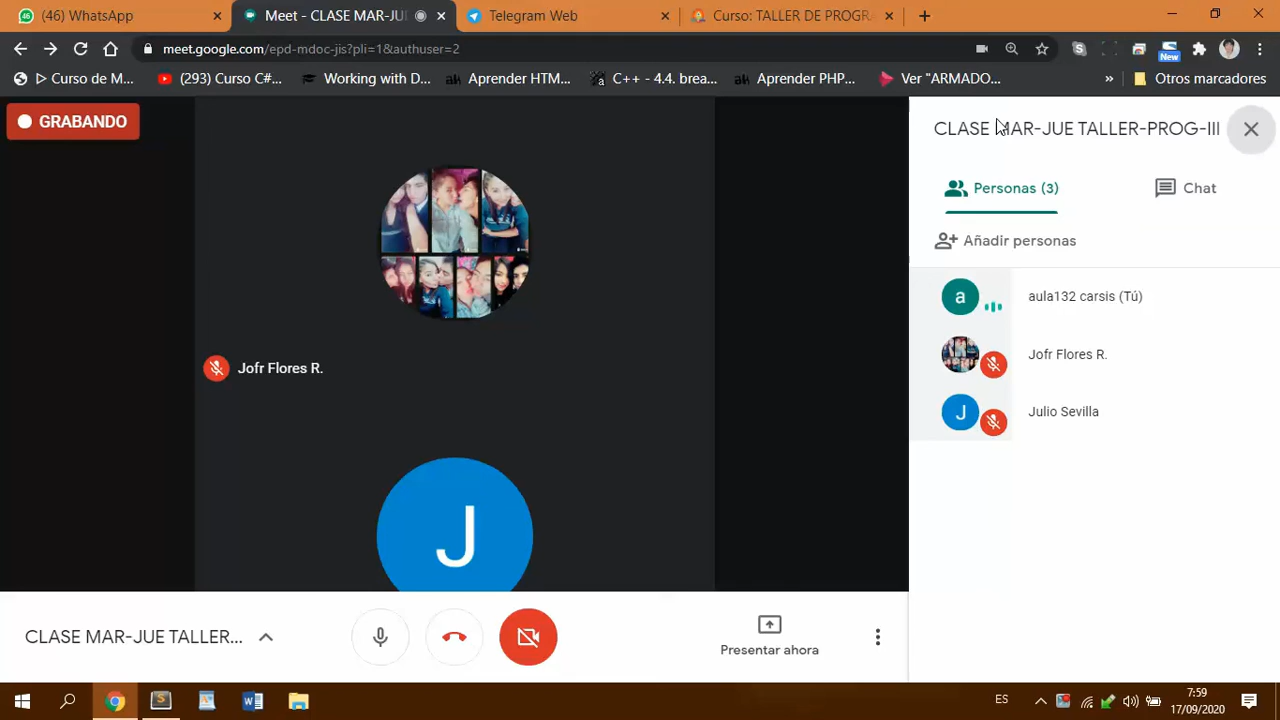 (46) WhatsApp
Meet - CLASE MAR-JU
Telegram Web
Curso: TALLER DE PROGRA
meet.google.com/epd-mdoc-jis?pli=1&authuser=2
New
▷ Curso de M...
(293) Curso C#...
Working with D...
Aprender HTM...
C++ - 4.4. brea...
Aprender PHP...
Ver "ARMADO...
»
Otros marcadores
GRABANDO
CLASE MAR-JUE TALLER-PROG-III
Personas (3)
Chat
Añadir personas
a
aula132 carsis (Tú)
Jofr Flores R.
J
Julio Sevilla
Jofr Flores R.
J
CLASE MAR-JUE TALLER...
Presentar ahora
ES
7:59
17/09/2020